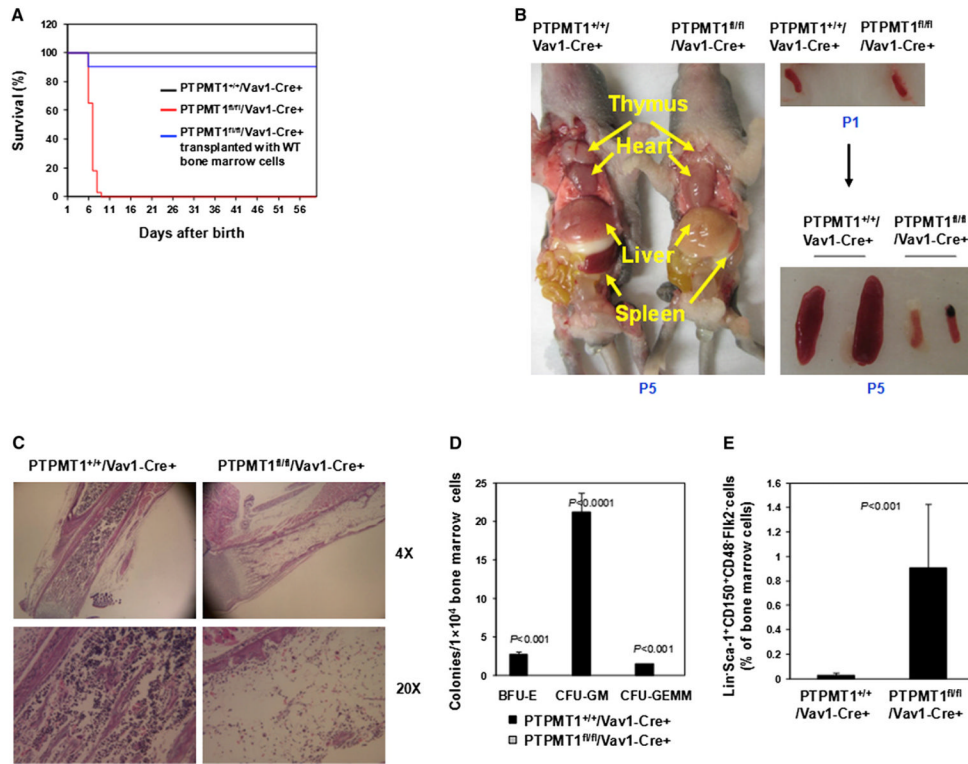 A
120
100
80
60
40
20
0
Survival (%)
1 6 11 16 21 26 31 36 41 46 51 56
Days after birth
PTPMT1+/+/Vav1-Cre+
PTPMT1fl/fl/Vav1-Cre+
PTPMT1fl/fl/Vav1-Cre+
transplanted with WT
bone marrow cells
B
PTPMT1+/+/
Vav1-Cre+
PTPMT1fl/fl
/Vav1-Cre+
Thymus
Heart
Liver
Spleen
P5
PTPMT1+/+/
Vav1-Cre+
PTPMT1fl/fl
/Vav1-Cre+
P1
PTPMT1+/+/
Vav1-Cre+
PTPMT1fl/fl
/Vav1-Cre+
P5
C
PTPMT1+/+/Vav1-Cre+
PTPMT1fl/fl/Vav1-Cre+
4X
20X
D
Colonies/1×10⁴ bone marrow cells
25
20
15
10
5
0
P<0.001
P<0.0001
P<0.001
BFU-E CFU-GM CFU-GEMM
PTPMT1+/+/Vav1-Cre+
PTPMT1fl/fl/Vav1-Cre+
E
Lin-Sca-1+CD150+CD48-Flk2-cells
(% of bone marrow cells)
1.6
1.4
1.2
1
0.8
0.6
0.4
0.2
0
P<0.001
PTPMT1+/+
/Vav1-Cre+
PTPMT1fl/fl
/Vav1-Cre+